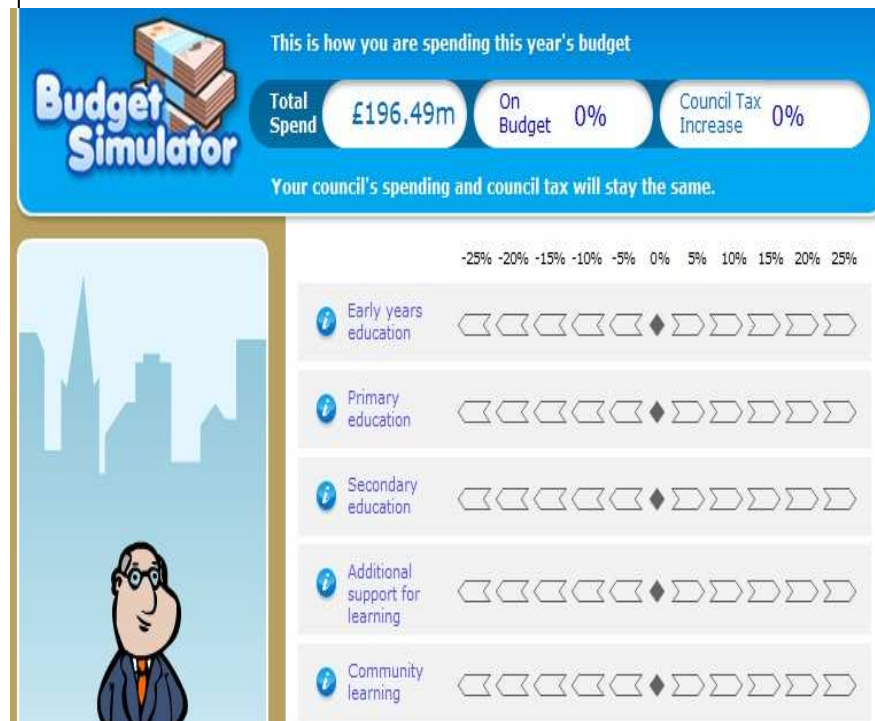 This is how you are spending this year's budget
Budget
Simulator
Total
Spend
£196.49m
On
Budget
0%
Council Tax
Increase
0%
Your council's spending and council tax will stay the same.
-25% -20% -15% -10% -5% 0% 5% 10% 15% 20% 25%
Early years
education
Primary
education
Secondary
education
Additional
support for
learning
Community
learning